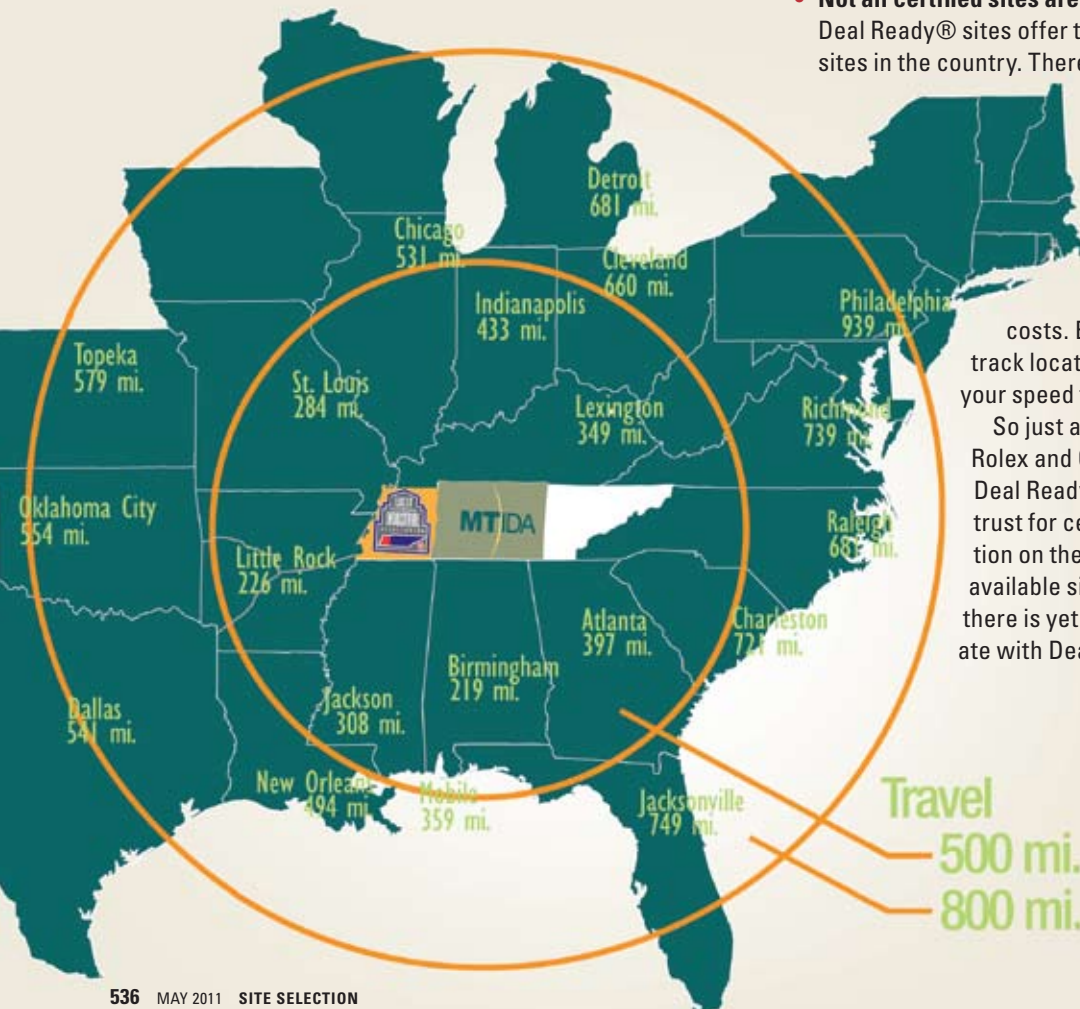 Not all certified sites are
Deal Ready® sites offer t
sites in the country. There
Detroit
681 mi.
Chicago
531 mi.
Cleveland
660 mi.
Indianapolis
433 mi.
Philadelphia
939 mi.
Topeka
579 mi.
St. Louis
284 mi.
Lexington
349 mi.
Richmond
739 mi.
Oklahoma City
554 mi.
MTIDA
Raleigh
681 mi.
Little Rock
226 mi.
Atlanta
397 mi.
Charleston
721 mi.
Birmingham
219 mi.
Jackson
308 mi.
Dallas
541 mi.
New Orleans
494 mi.
Mobile
359 mi.
Jacksonville
749 mi.
Travel
500 mi.
800 mi.
costs.
track locat
your speed
So just a
Rolex and
Deal Ready
trust for ce
tion on the
available si
there is yet
ate with Dea
536 MAY 2011 SITE SELECTION